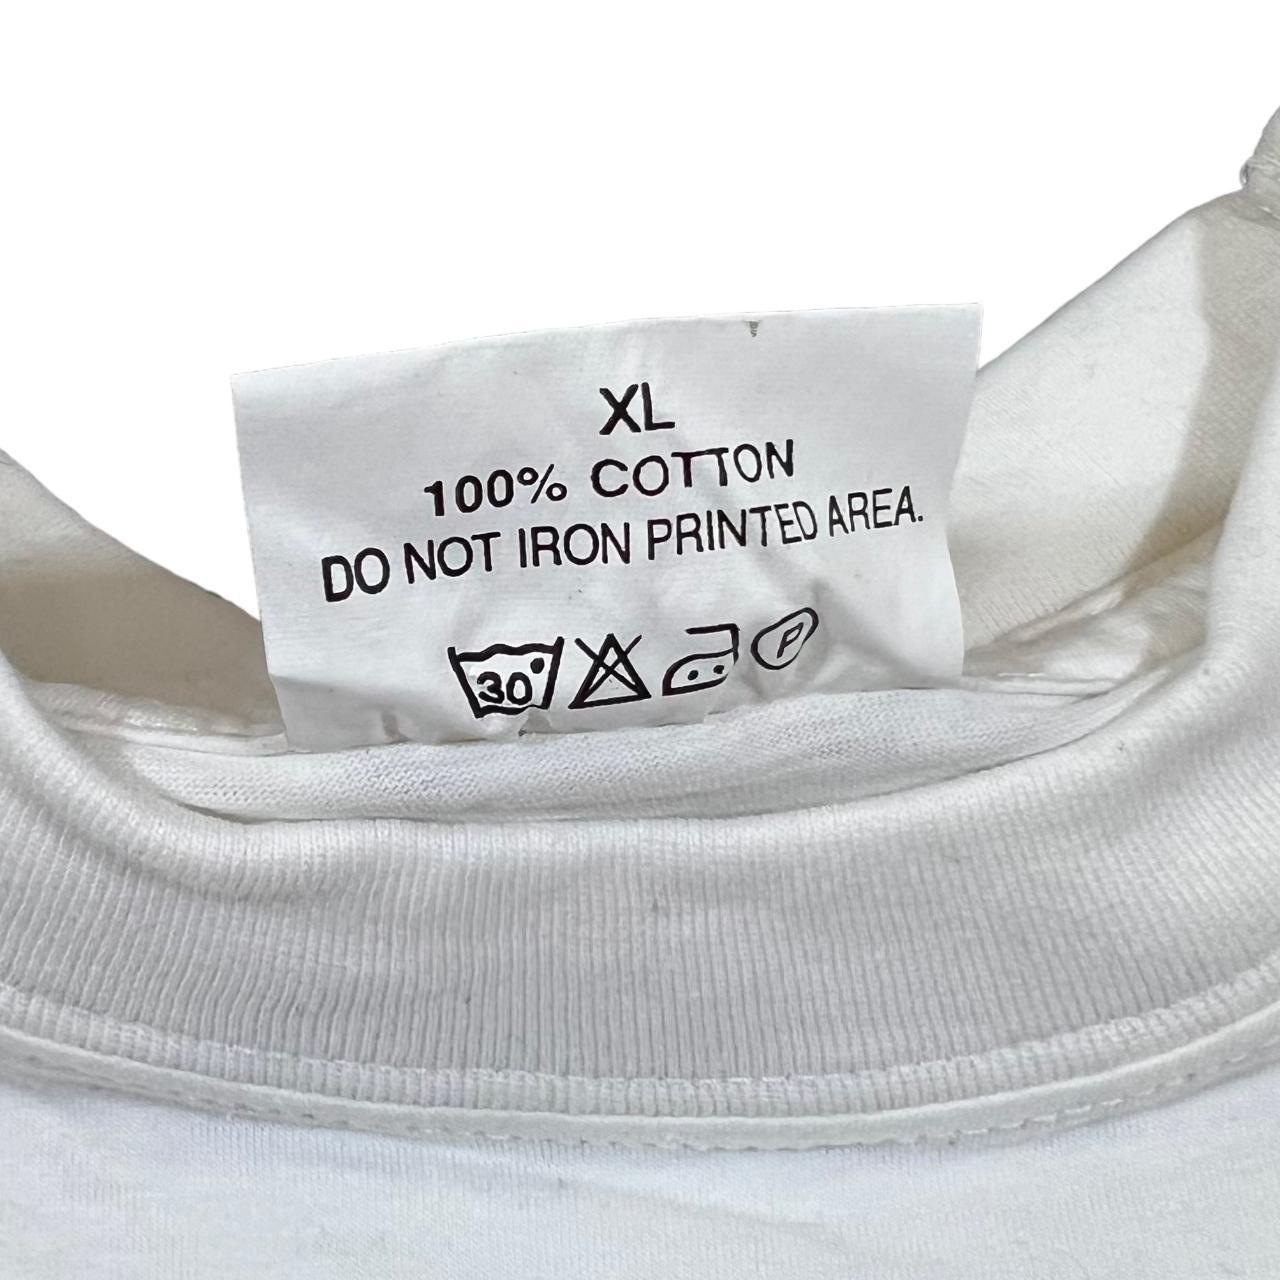 XL
100% COTTON
DO NOT IRON PRINTED AREA.
30° P